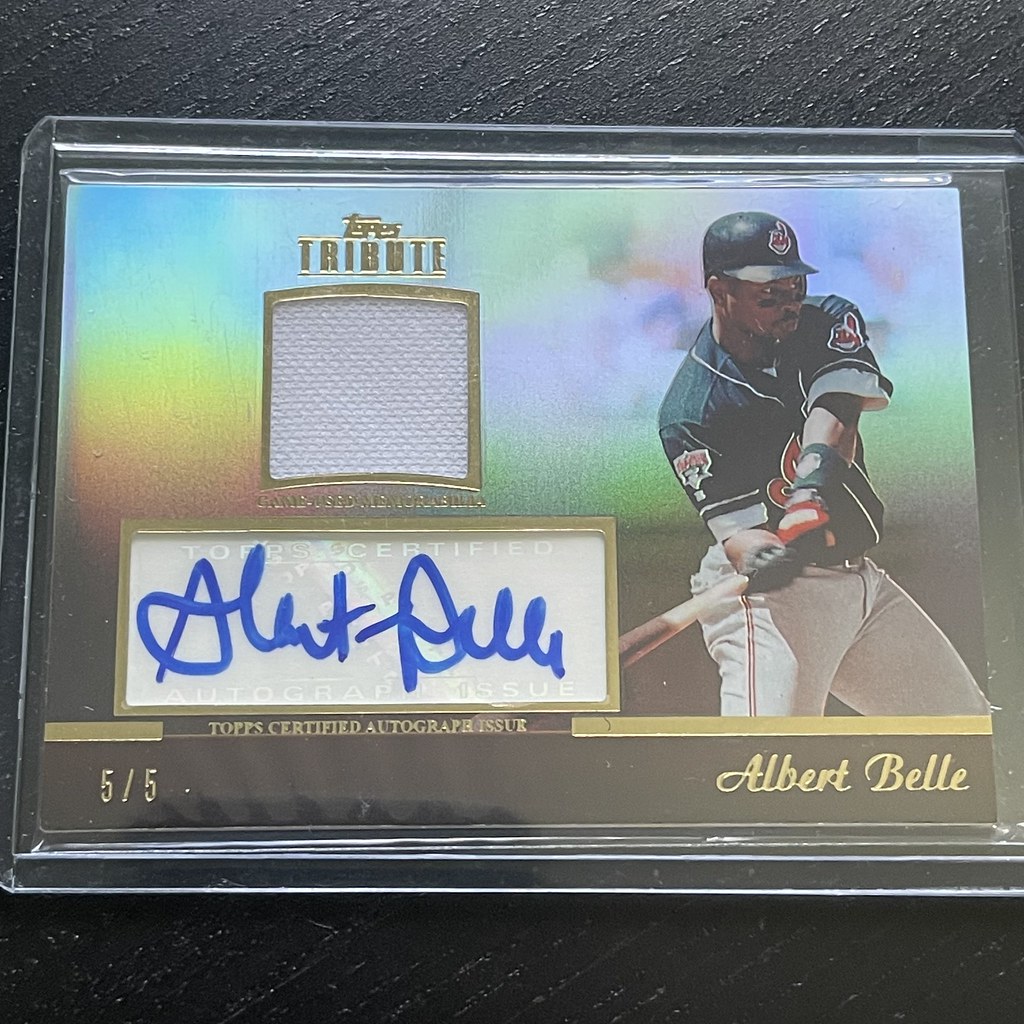 topps
TRIBUTE
GAME-USED MEMORABILIA
TOPPS CERTIFIED
Albert Belle
AUTOGRAPH ISSUE
TOPPS CERTIFIED AUTOGRAPH ISSUE
5/5
Albert Belle